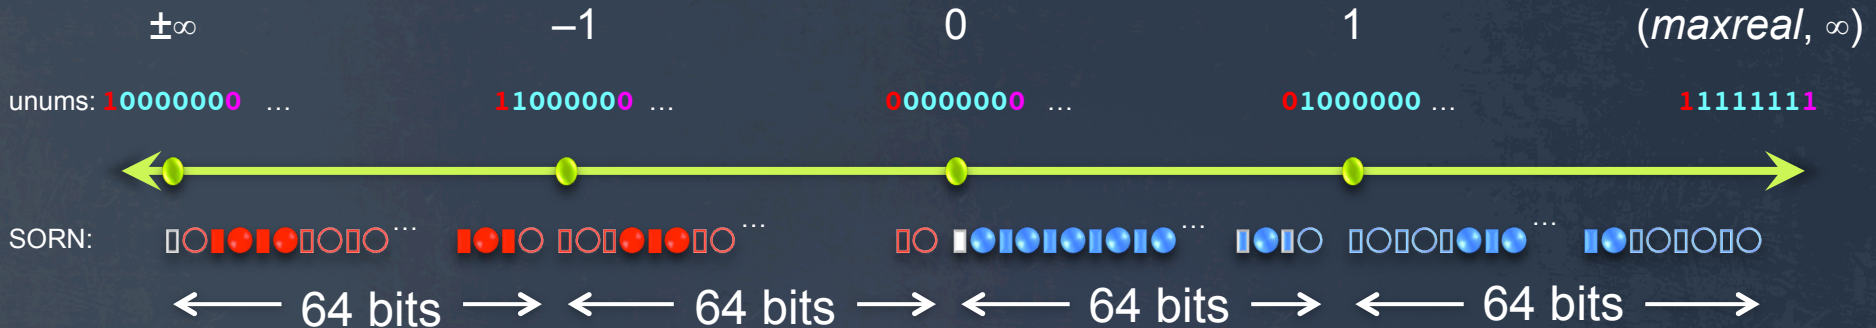 ±∞ –1 0 1 (maxreal, ∞)
unums: 10000000 … 11000000 … 00000000 … 01000000 … 11111111
SORN: … … … …
64 bits 64 bits 64 bits 64 bits